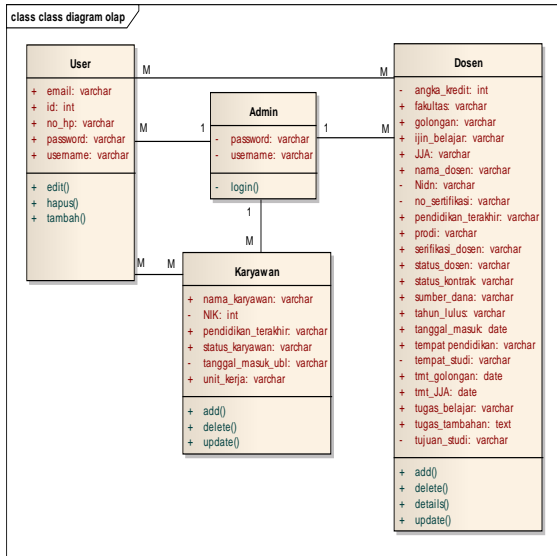 class class diagram olap
User
+ email: varchar
+ id: int
+ no_hp: varchar
+ password: varchar
+ username: varchar
+ edit()
+ hapus()
+ tambah()
M
M
M
1
1
M
Admin
- password: varchar
- username: varchar
- login()
1
M
M
M
Karyawan
+ nama_karyawan: varchar
- NIK: int
+ pendidikan_terakhir: varchar
+ status_karyawan: varchar
- tanggal_masuk_ubl: varchar
+ unit_kerja: varchar
+ add()
+ delete()
+ update()
Dosen
- angka_kredit: int
+ fakultas: varchar
+ golongan: varchar
+ ijin_belajar: varchar
+ JJA: varchar
+ nama_dosen: varchar
- Nidn: varchar
- no_sertifikasi: varchar
+ pendidikan_terakhir: varchar
+ prodi: varchar
+ serifikasi_dosen: varchar
+ status_dosen: varchar
+ status_kontrak: varchar
+ sumber_dana: varchar
+ tahun_lulus: varchar
+ tanggal_masuk: date
+ tempat pendidikan: varchar
- tempat_studi: varchar
+ tmt_golongan: date
+ tmt_JJA: date
+ tugas_belajar: varchar
+ tugas_tambahan: text
- tujuan_studi: varchar
+ add()
+ delete()
+ details()
+ update()